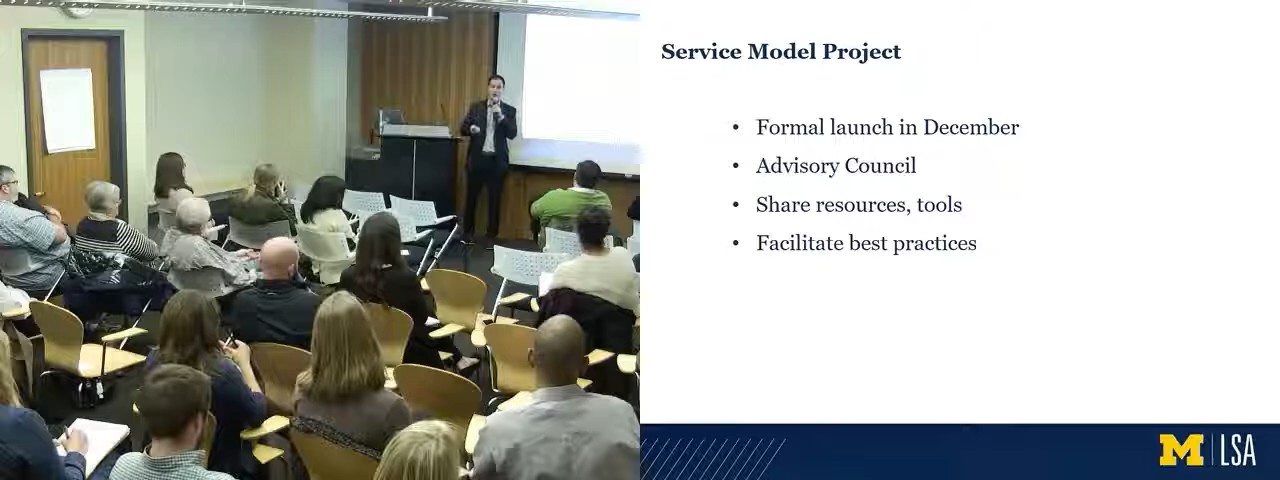 Service Model Project
• Formal launch in December
• Advisory Council
• Share resources, tools
• Facilitate best practices
M | LSA